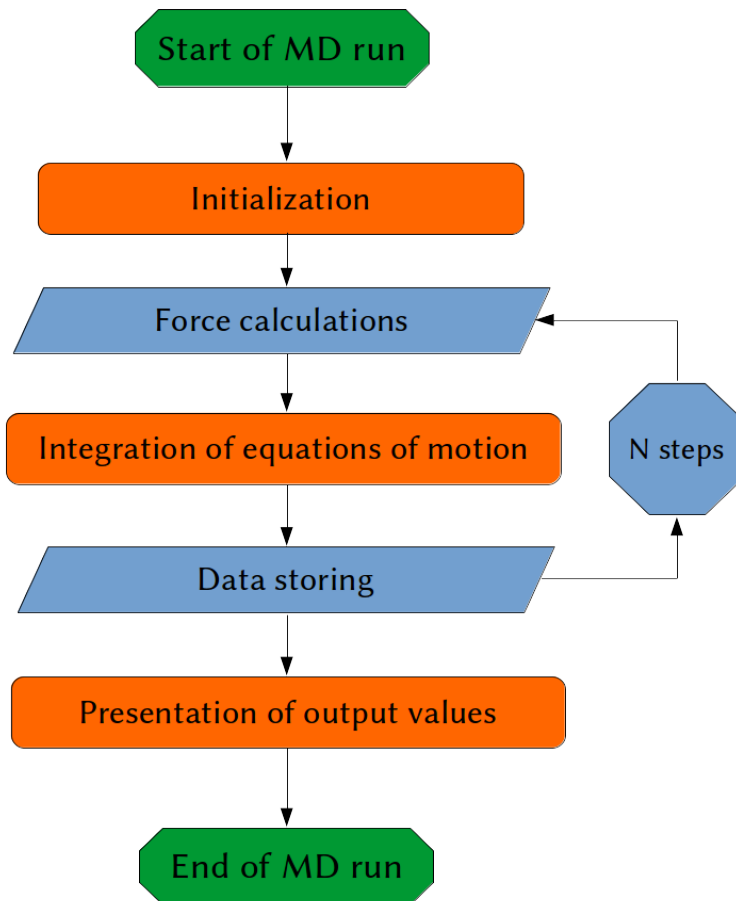 Start of MD run
Initialization
Force calculations
Integration of equations of motion
N steps
Data storing
Presentation of output values
End of MD run